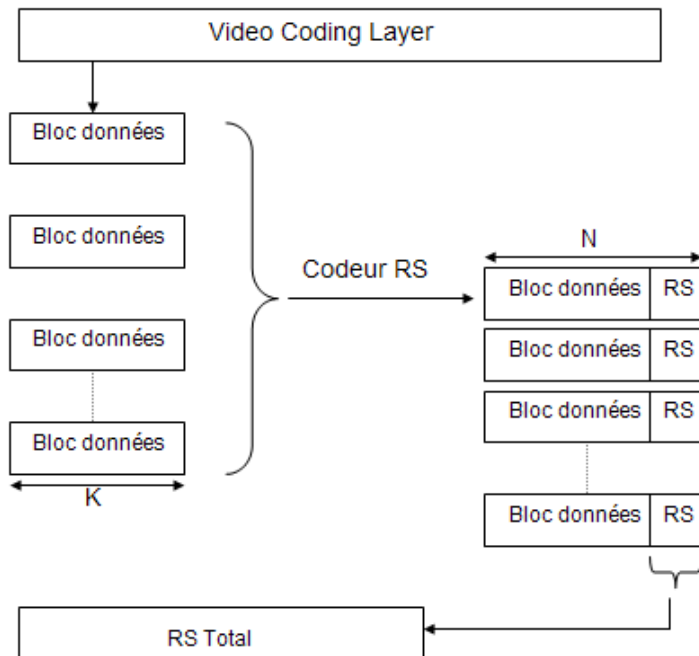 Video Coding Layer
Bloc données
Bloc données
Bloc données
Bloc données
K
Codeur RS
N
Bloc données RS
Bloc données RS
Bloc données RS
Bloc données RS
RS Total